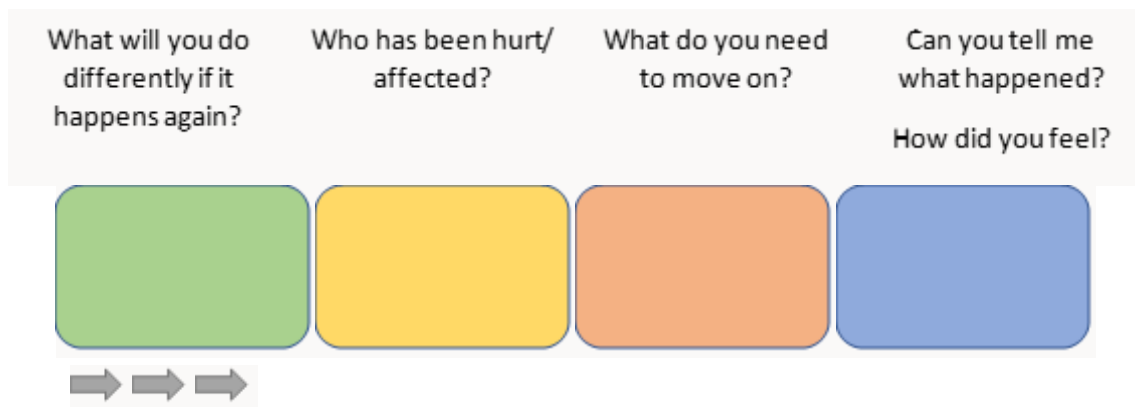 What will you do
differently if it
happens again?
Who has been hurt/
affected?
What do you need
to move on?
Can you tell me
what happened?
How did you feel?